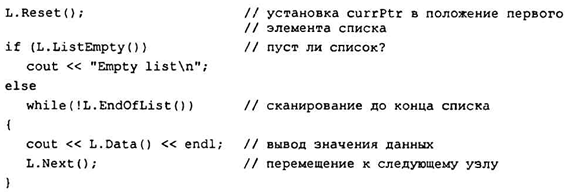 L.Reset(); // установка currPtr в положение первого
// элемента списка
if (L.ListEmpty()) // пуст ли список?
cout << "Empty list\n";
else
while(!L.EndOfList()) // сканирование до конца списка
{
cout << L.Data() << endl; // вывод значения данных
L.Next(); // перемещение к следующему узлу
}